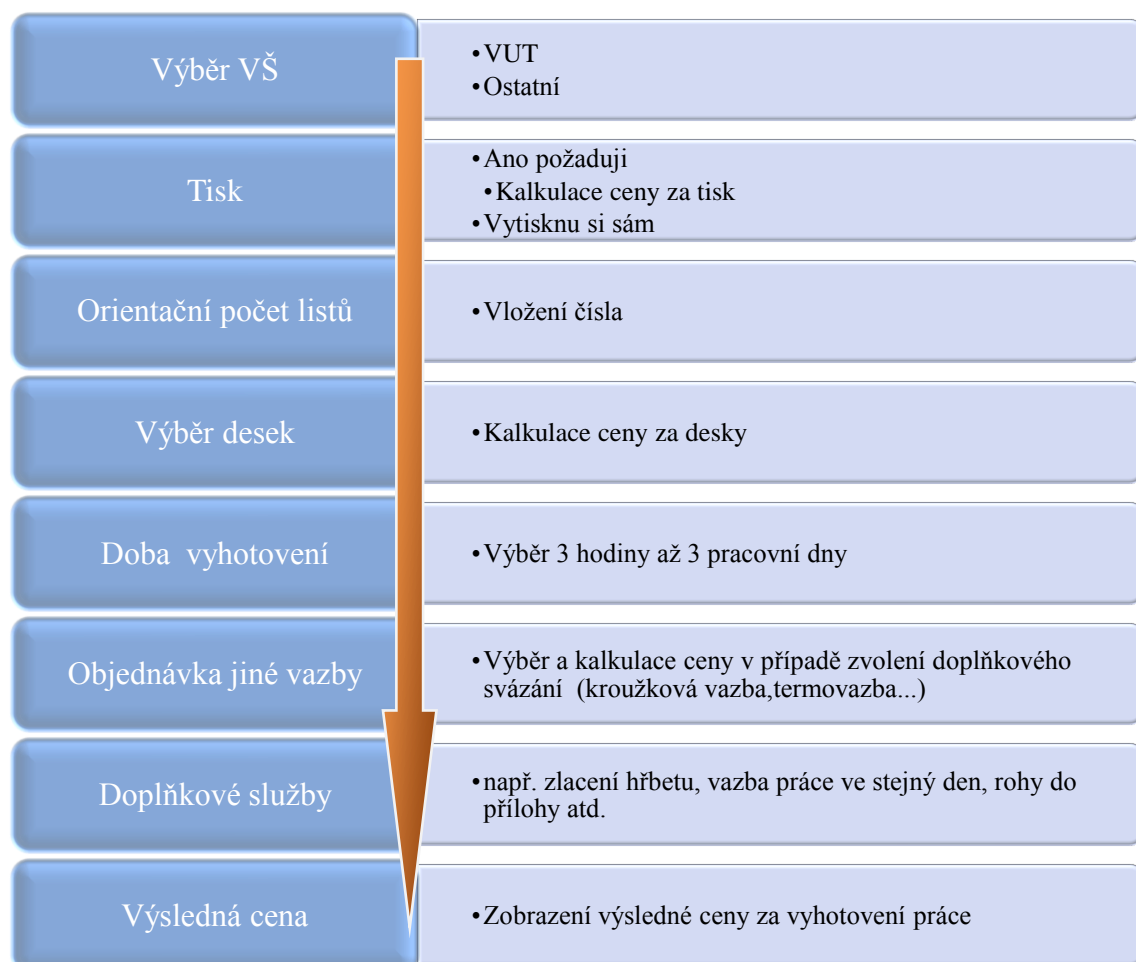 Výběr VŠ
•VUT
•Ostatní
Tisk
•Ano požaduji
•Kalkulace ceny za tisk
•Vytisknu si sám
Orientační počet listů
•Vložení čísla
Výběr desek
•Kalkulace ceny za desky
Doba  vyhotovení
•Výběr 3 hodiny až 3 pracovní dny
Objednávka jiné vazby
•Výběr a kalkulace ceny v případě zvolení doplňkového
svázání  (kroužková vazba,termovazba...)
Doplňkové služby
•např. zlacení hřbetu, vazba práce ve stejný den, rohy do
přílohy atd.
Výsledná cena
•Zobrazení výsledné ceny za vyhotovení práce